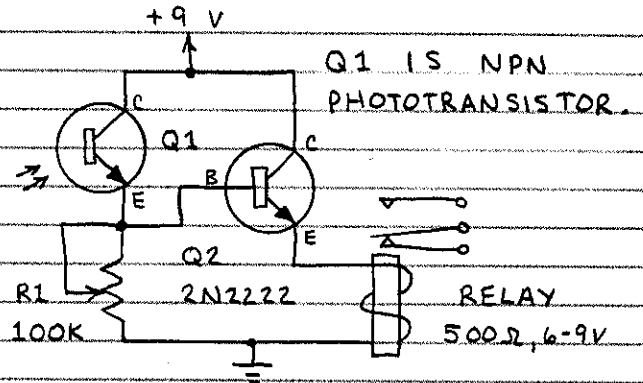 +9 V
Q1 IS NPN
PHOTOTRANSISTOR.
C
Q1
C
B
E
E
Q2
2N2222
R1
100K
RELAY
500Ω, 6-9V